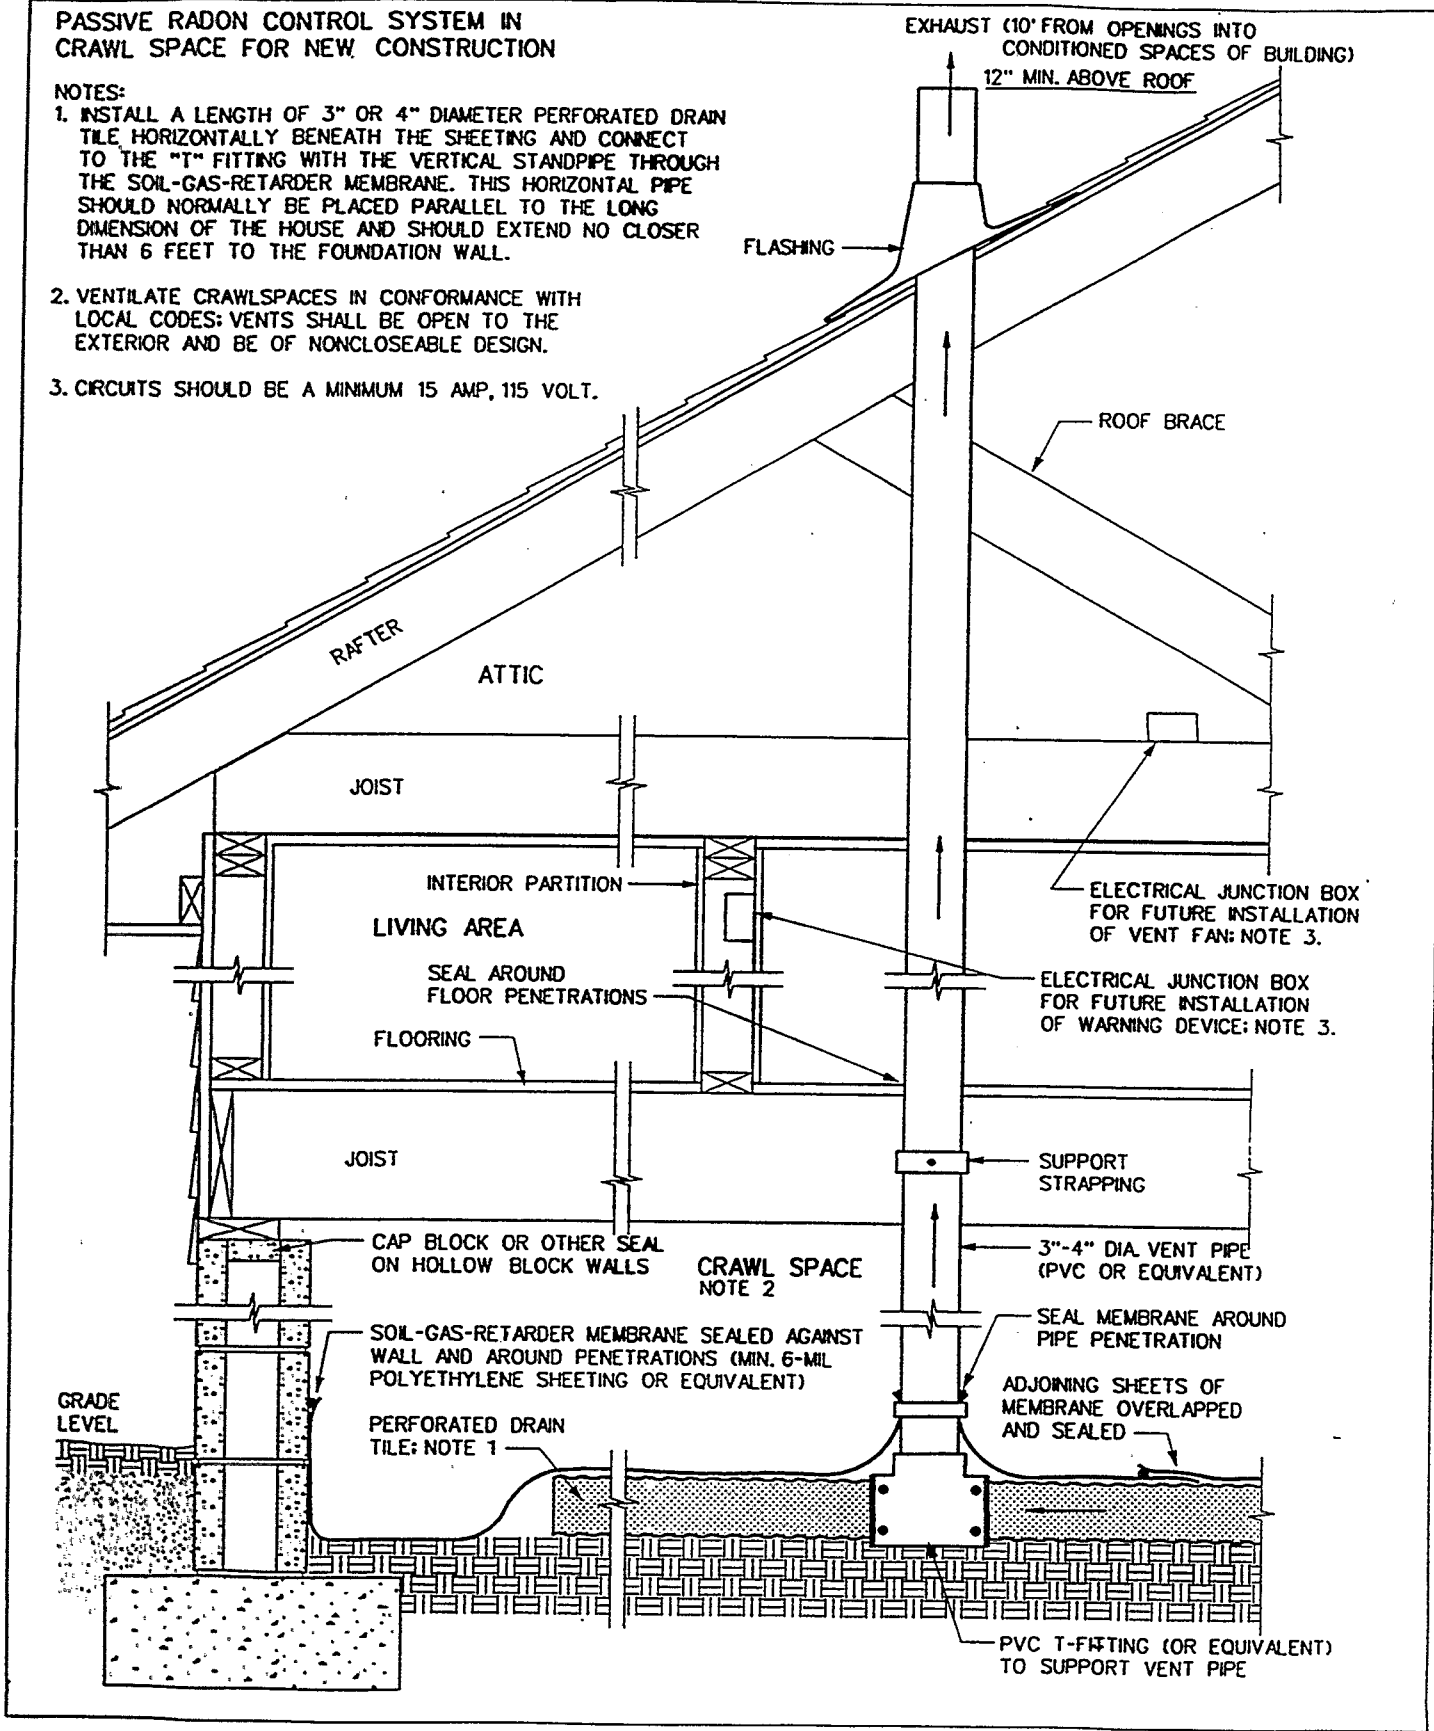 PASSIVE RADON CONTROL SYSTEM IN
CRAWL SPACE FOR NEW CONSTRUCTION
NOTES:
1. INSTALL A LENGTH OF 3" OR 4" DIAMETER PERFORATED DRAIN
TILE HORIZONTALLY BENEATH THE SHEETING AND CONNECT
TO THE "T" FITTING WITH THE VERTICAL STANDPIPE THROUGH
THE SOIL-GAS-RETARDER MEMBRANE. THIS HORIZONTAL PIPE
SHOULD NORMALLY BE PLACED PARALLEL TO THE LONG
DIMENSION OF THE HOUSE AND SHOULD EXTEND NO CLOSER
THAN 6 FEET TO THE FOUNDATION WALL.
2. VENTILATE CRAWLSPACES IN CONFORMANCE WITH
LOCAL CODES; VENTS SHALL BE OPEN TO THE
EXTERIOR AND BE OF NONCLOSEABLE DESIGN.
3. CIRCUITS SHOULD BE A MINIMUM 15 AMP, 115 VOLT.
EXHAUST (10' FROM OPENINGS INTO
CONDITIONED SPACES OF BUILDING)
12" MIN. ABOVE ROOF
FLASHING
ROOF BRACE
RAFTER
ATTIC
JOIST
INTERIOR PARTITION
LIVING AREA
SEAL AROUND
FLOOR PENETRATIONS
FLOORING
ELECTRICAL JUNCTION BOX
FOR FUTURE INSTALLATION
OF VENT FAN; NOTE 3.
ELECTRICAL JUNCTION BOX
FOR FUTURE INSTALLATION
OF WARNING DEVICE; NOTE 3.
JOIST
SUPPORT
STRAPPING
CAP BLOCK OR OTHER SEAL
ON HOLLOW BLOCK WALLS
CRAWL SPACE
NOTE 2
3"-4" DIA. VENT PIPE
(PVC OR EQUIVALENT)
SOIL-GAS-RETARDER MEMBRANE SEALED AGAINST
WALL AND AROUND PENETRATIONS (MIN. 6-MIL
POLYETHYLENE SHEETING OR EQUIVALENT)
SEAL MEMBRANE AROUND
PIPE PENETRATION
GRADE
LEVEL
PERFORATED DRAIN
TILE; NOTE 1
ADJOINING SHEETS OF
MEMBRANE OVERLAPPED
AND SEALED
PVC T-FITTING (OR EQUIVALENT)
TO SUPPORT VENT PIPE